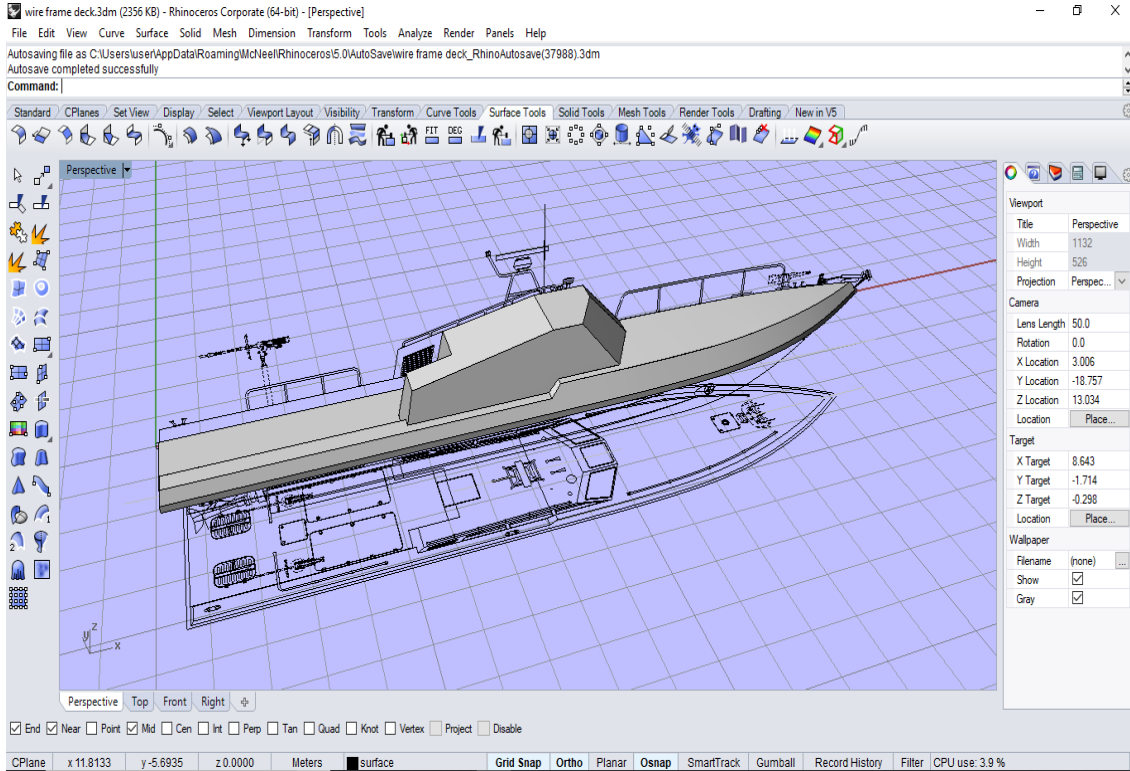 wire frame deck.3dm (2356 KB) - Rhinoceros Corporate (64-bit) - [Perspective]
File Edit View Curve Surface Solid Mesh Dimension Transform Tools Analyze Render Panels Help
Autosaving file as C:\Users\user\AppData\Roaming\McNeel\Rhinoceros\5.0\AutoSave\wire frame deck_RhinoAutosave(37988).3dm
Autosave completed successfully
Command:
Standard CPlanes Set View Display Select Viewport Layout Visibility Transform Curve Tools Surface Tools Solid Tools Mesh Tools Render Tools Drafting New in V5
FIT DEG
Perspective
Viewport
Title Perspective
Width 1132
Height 526
Projection Perspec...
Camera
Lens Length 50.0
Rotation 0.0
X Location 3.006
Y Location -18.757
Z Location 13.034
Location Place...
Target
X Target 8.643
Y Target -1.714
Z Target -0.298
Location Place...
Wallpaper
Filename (none) ...
Show
Gray
z
y
x
Perspective Top Front Right
End Near Point Mid Cen Int Perp Tan Quad Knot Vertex Project Disable
CPlane x 11.8133 y -5.6935 z 0.0000 Meters surface Grid Snap Ortho Planar Osnap SmartTrack Gumball Record History Filter CPU use: 3.9 %